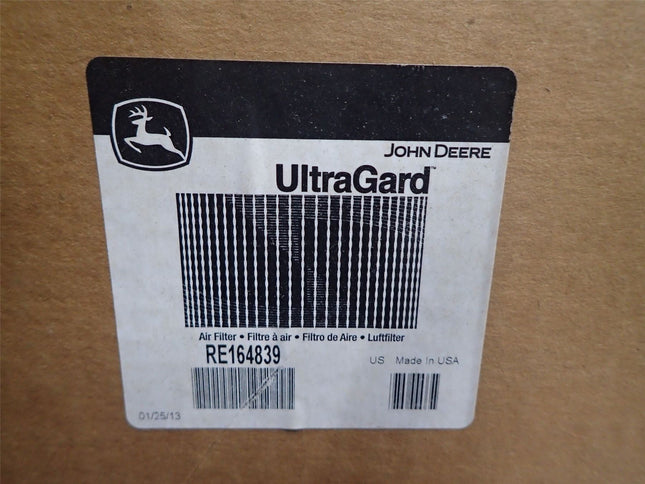 JOHN DEERE
UltraGard™
Air Filter • Filtre à air • Filtro de Aire • Luftfilter
RE164839
US Made In USA
01/25/13